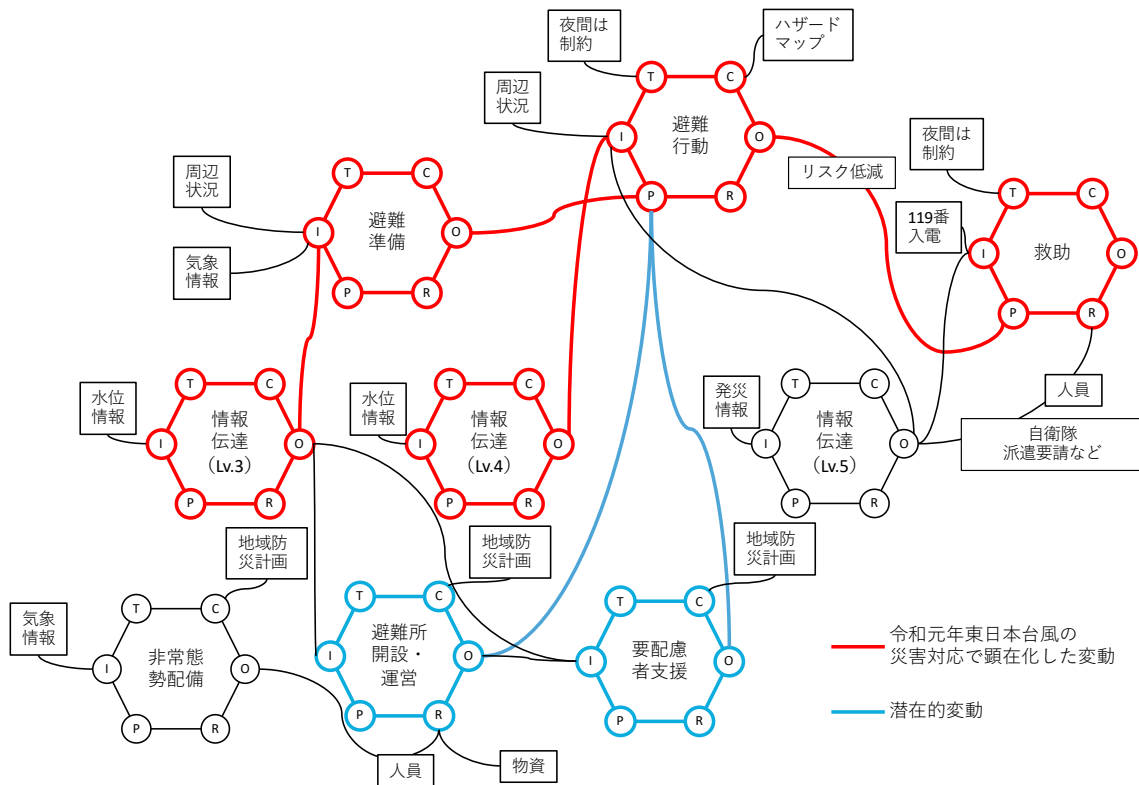 夜間は
制約
ハザード
マップ
周辺
状況
T
C
I
避難
行動
O
P
R
リスク低減
夜間は
制約
119番
入電
T
C
I
救助
O
P
R
人員
自衛隊
派遣要請など
周辺
状況
気象
情報
T
C
I
避難
準備
O
P
R
水位
情報
T
C
I
情報
伝達
（Lv.3）
O
P
R
水位
情報
T
C
I
情報
伝達
（Lv.4）
O
P
R
発災
情報
T
C
I
情報
伝達
（Lv.5）
O
P
R
気象
情報
地域防
災計画
T
C
I
非常態
勢配備
O
P
R
地域防
災計画
T
C
I
避難所
開設・
運営
O
P
R
人員
物資
地域防
災計画
T
C
I
要配慮
者支援
O
P
R
令和元年東日本台風の
災害対応で顕在化した変動
潜在的変動